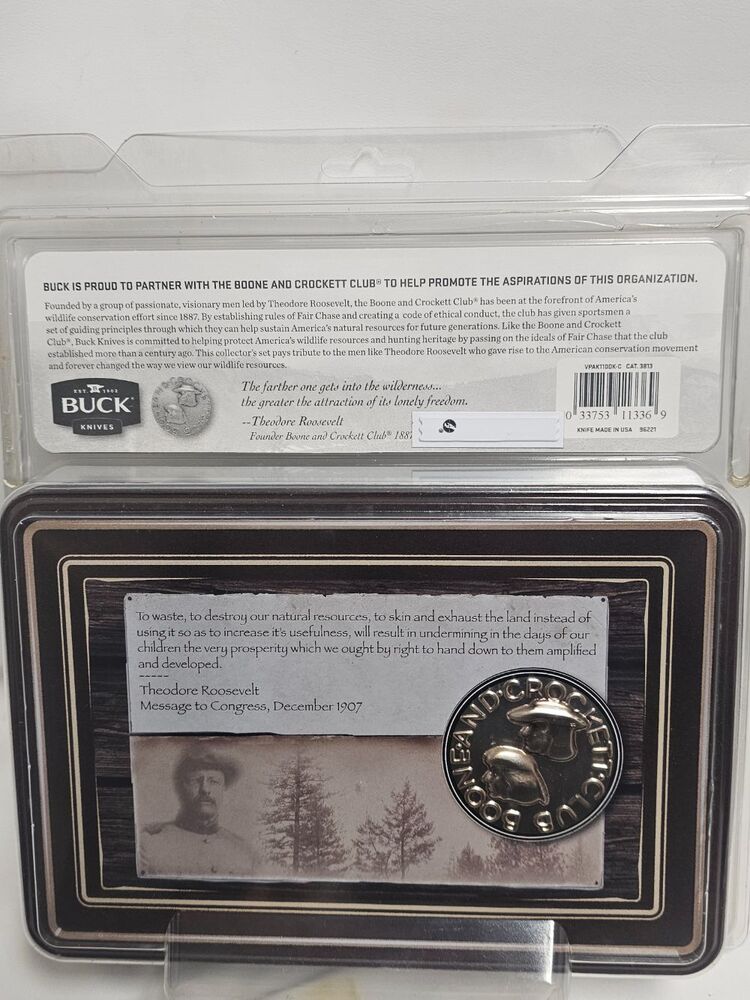 BUCK IS PROUD TO PARTNER WITH THE BOONE AND CROCKETT CLUB® TO HELP PROMOTE THE ASPIRATIONS OF THIS ORGANIZATION.
Founded by a group of passionate, visionary men led by Theodore Roosevelt, the Boone and Crockett Club® has been at the forefront of America's
wildlife conservation effort since 1887. By establishing rules of Fair Chase and creating a code of ethical conduct, the club has given sportsmen a
set of guiding principles through which they can help sustain America's natural resources for future generations. Like the Boone and Crockett
Club®, Buck Knives is committed to helping protect America's wildlife resources and hunting heritage by passing on the ideals of Fair Chase that the club
established more than a century ago. This collector's set pays tribute to the men like Theodore Roosevelt who gave rise to the American conservation movement
and forever changed the way we view our wildlife resources.
EST. 1902
BUCK
KNIVES
The farther one gets into the wilderness...
the greater the attraction of its lonely freedom.
--Theodore Roosevelt
Founder Boone and Crockett Club® 1887
VPAK110DK-C CAT. 3813
0 33753 11336 9
KNIFE MADE IN USA 96221
To waste, to destroy our natural resources, to skin and exhaust the land instead of
using it so as to increase it's usefulness, will result in undermining in the days of our
children the very prosperity which we ought by right to hand down to them amplified
and developed.
-----
Theodore Roosevelt
Message to Congress, December 1907
BOONE·AND·CROCKETT·CLUB